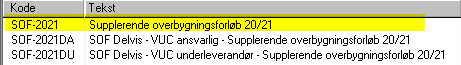 Kode Tekst
SOF-2021 Supplerende overbygningsforløb 20/21
SOF-2021DA SOF Delvis - VUC ansvarlig - Supplerende overbygningsforløb 20/21
SOF-2021DU SOF Delvis - VUC underleverandør - Supplerende overbygningsforløb 20/21